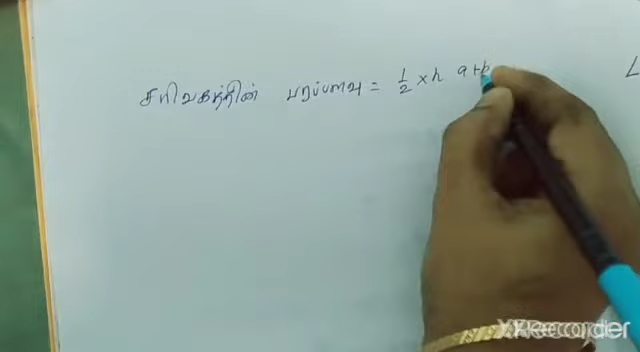 சரிவகத்தின் பரப்பளவு = 1/2 × h a+b
XRecorder